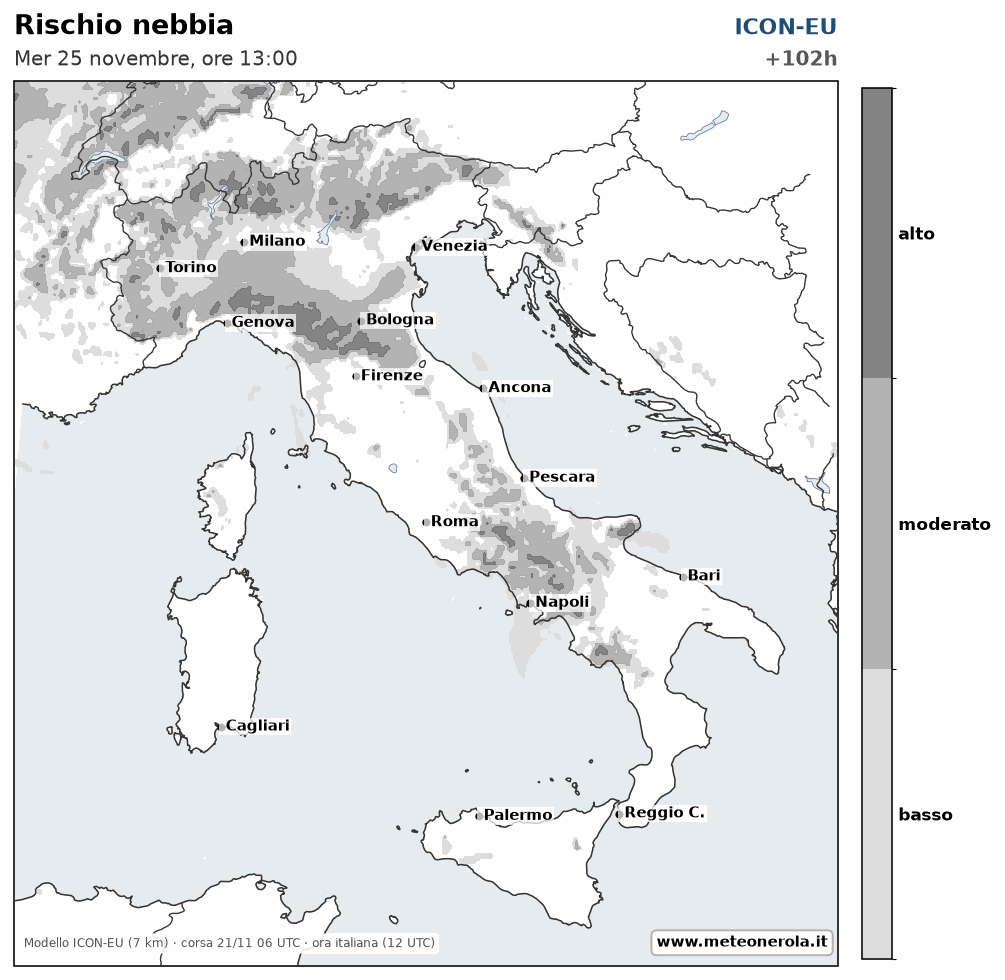 Rischio nebbia
ICON-EU
Mer 25 novembre, ore 13:00
+102h
alto
moderato
basso
Milano
Venezia
Torino
Genova
Bologna
Firenze
Ancona
Pescara
Roma
Bari
Napoli
Cagliari
Palermo
Reggio C.
Modello ICON-EU (7 km) · corsa 21/11 06 UTC · ora italiana (12 UTC)
www.meteonerola.it